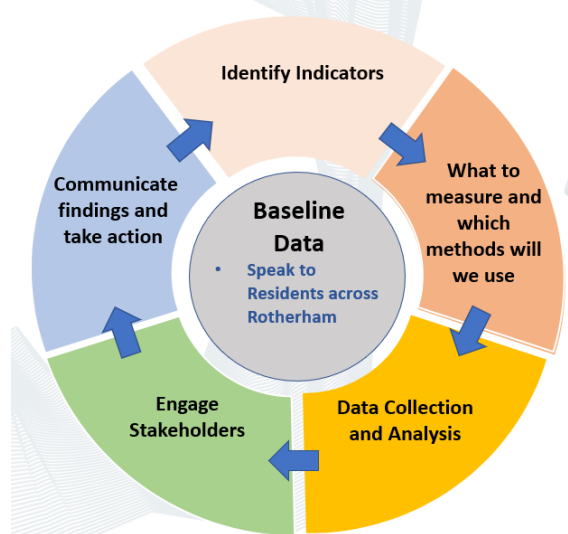 Identify Indicators
What to
measure and
which
methods will
we use
Data Collection
and Analysis
Engage
Stakeholders
Communicate
findings and
take action
Baseline
Data
• Speak to
Residents across
Rotherham